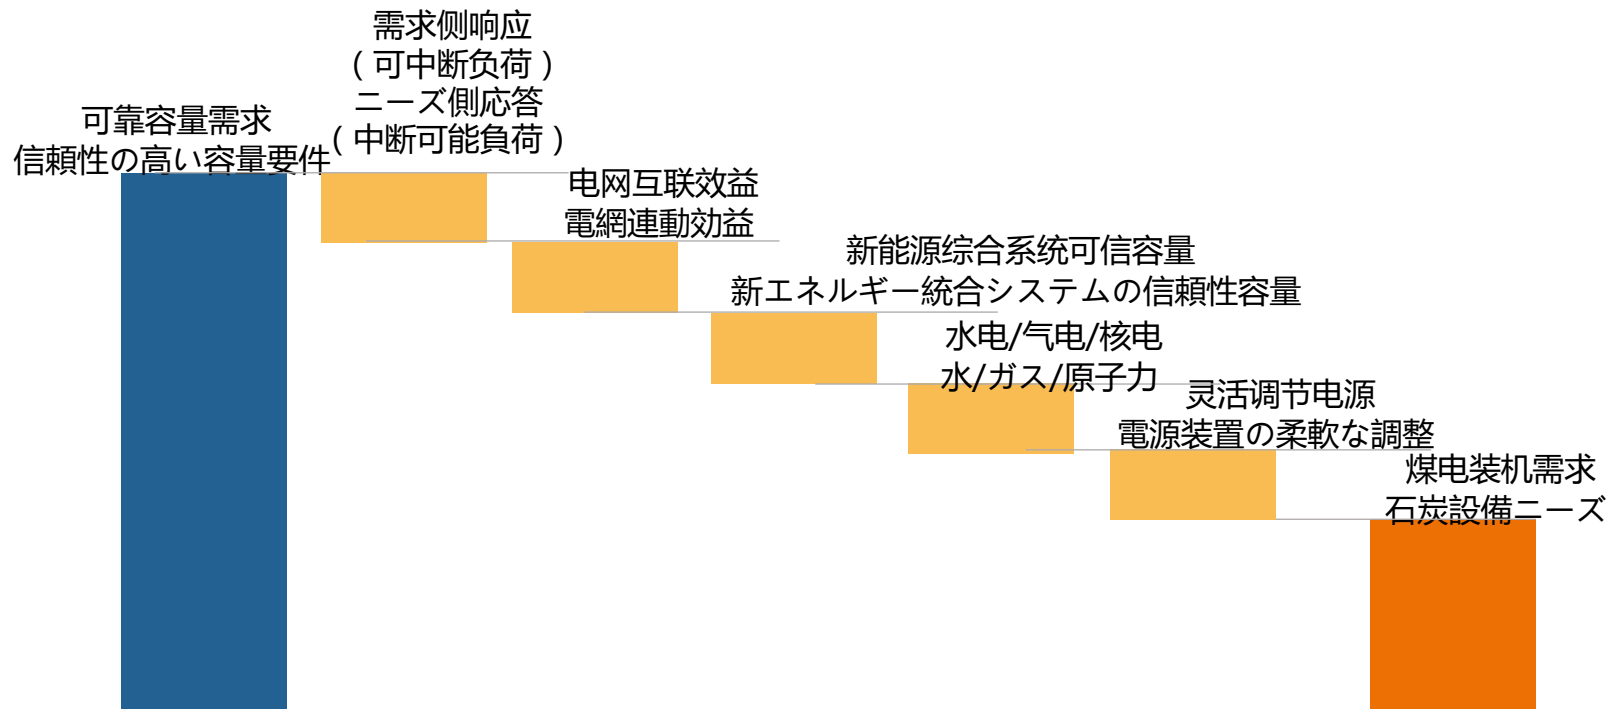 可靠容量需求
信頼性の高い容量要件
需求侧响应
（可中断负荷）
ニーズ側応答
（中断可能負荷）
电网互联效益
電網連動効益
新能源综合系统可信容量
新エネルギー統合システムの信頼性容量
水电/气电/核电
水/ガス/原子力
灵活调节电源
電源装置の柔軟な調整
煤电装机需求
石炭設備ニーズ